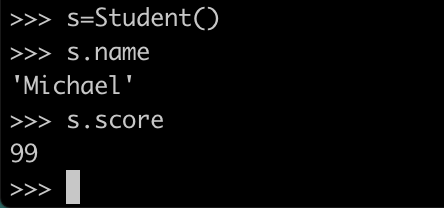 >>> s=Student()
>>> s.name
'Michael'
>>> s.score
99
>>>